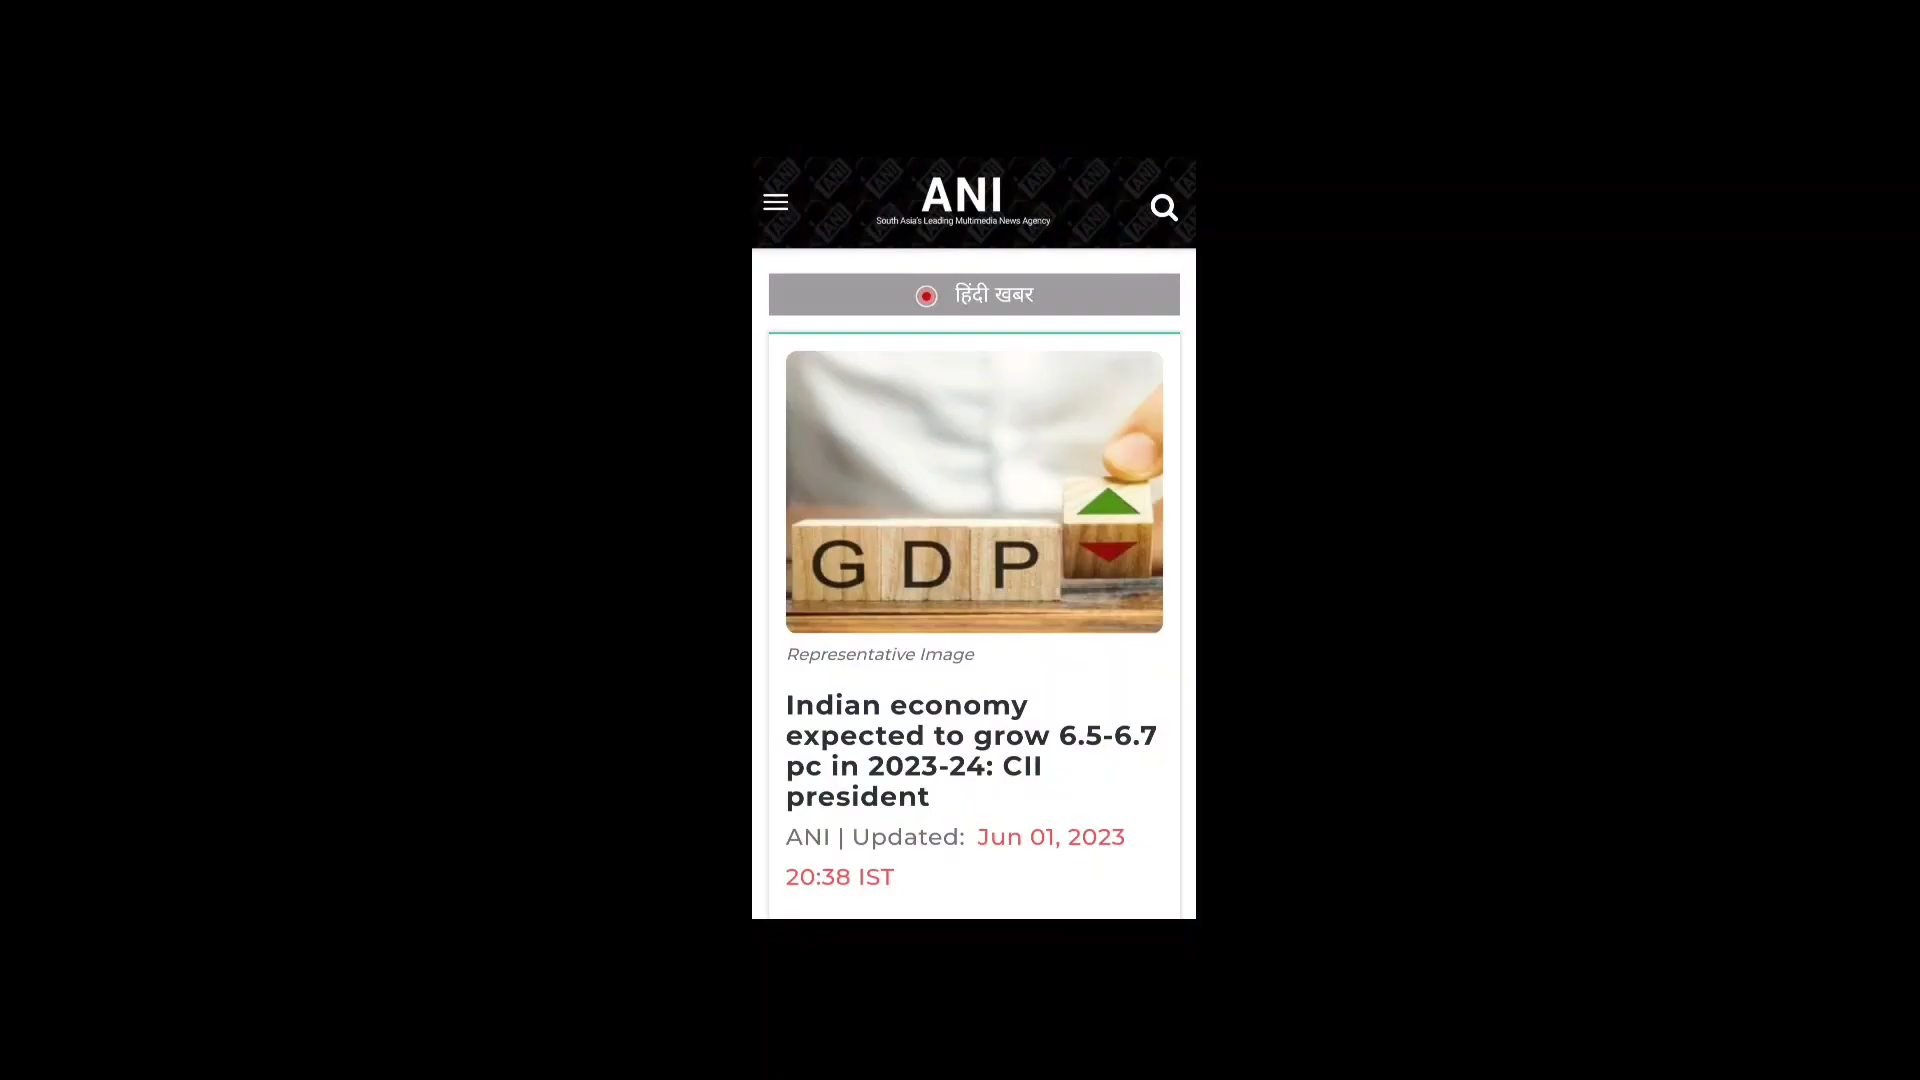 ANI
South Asia's Leading Multimedia News Agency
हिंदी खबर
G D P
Representative Image
Indian economy
expected to grow 6.5-6.7
pc in 2023-24: CII
president
ANI | Updated: Jun 01, 2023
20:38 IST